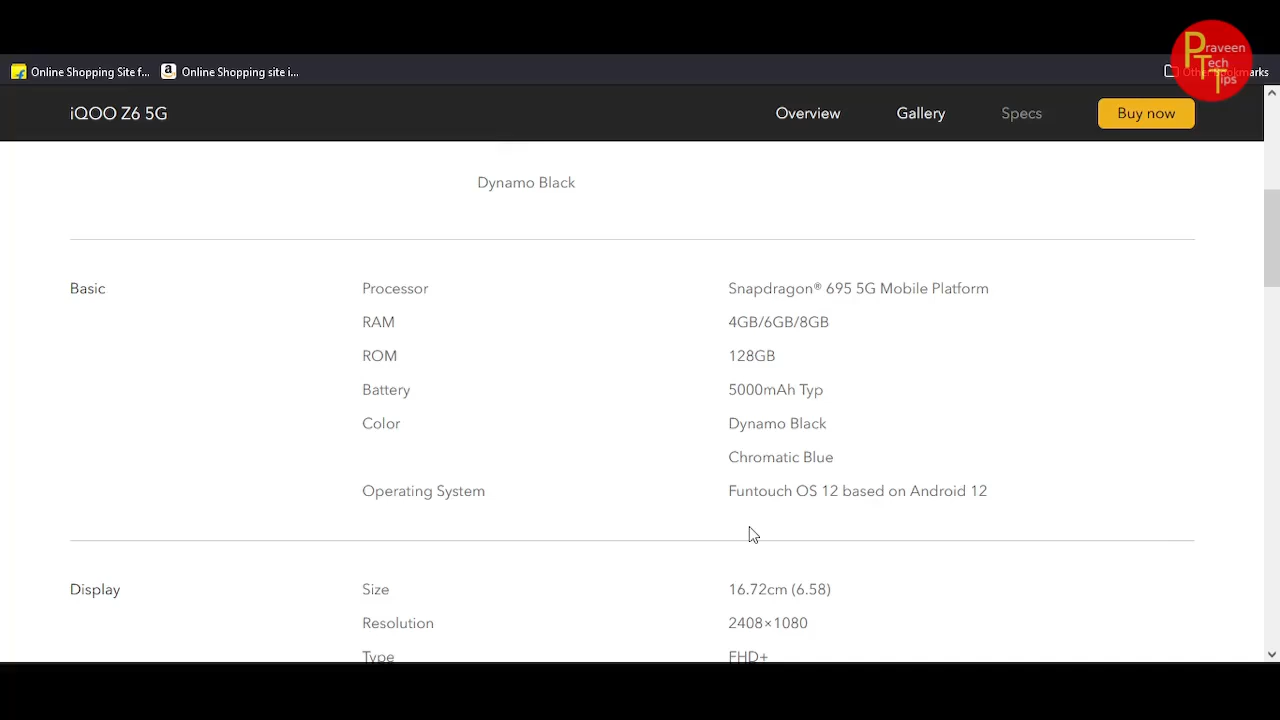 Praveen
Tech
Tips
Online Shopping Site f...
Online Shopping site i...
Other bookmarks
iQOO Z6 5G
Overview
Gallery
Specs
Buy now
Dynamo Black
Basic
Processor
Snapdragon® 695 5G Mobile Platform
RAM
4GB/6GB/8GB
ROM
128GB
Battery
5000mAh Typ
Color
Dynamo Black
Chromatic Blue
Operating System
Funtouch OS 12 based on Android 12
Display
Size
16.72cm (6.58)
Resolution
2408×1080
Type
FHD+